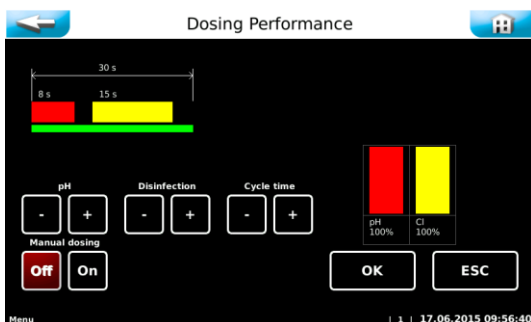 Dosing Performance
30 s
8 s 15 s
pH Disinfection Cycle time
- + - + - +
pH Cl
100% 100%
Manual dosing
Off On OK ESC
Menu | 1 | 17.06.2015 09:56:40